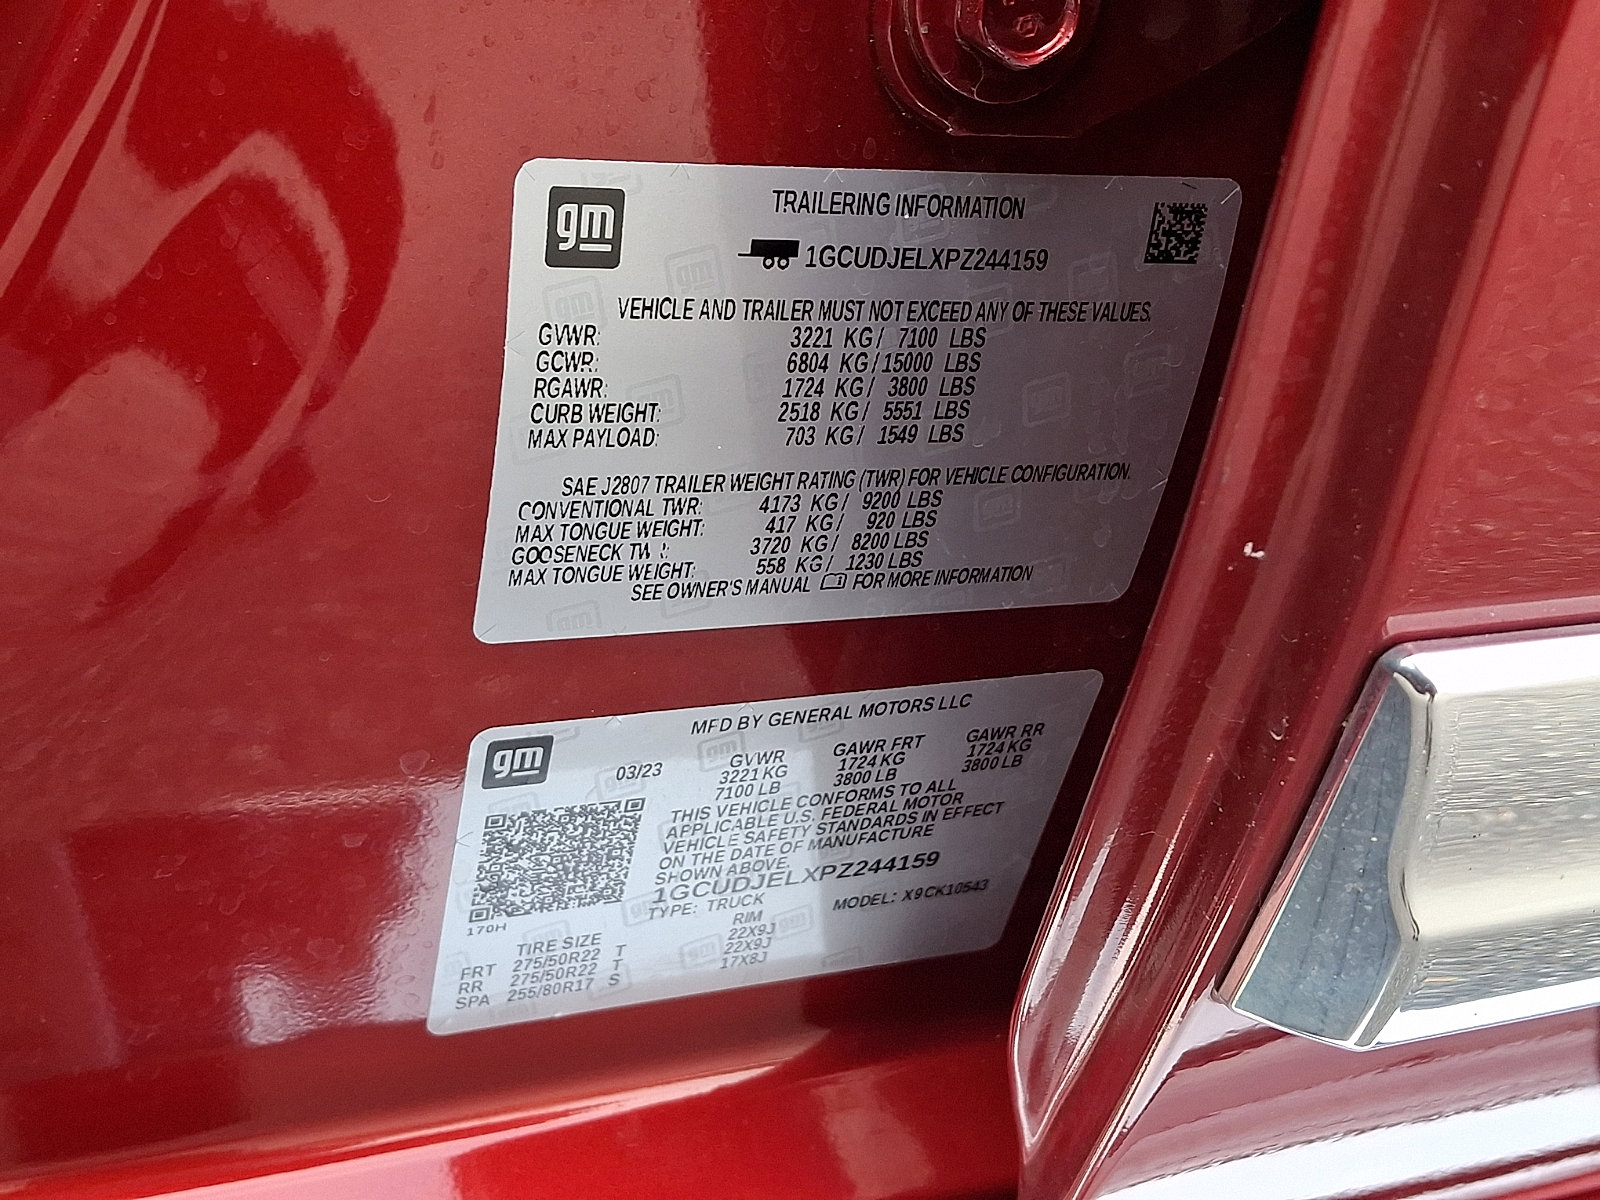 gm
TRAILERING INFORMATION
1GCUDJELXPZ244159
VEHICLE AND TRAILER MUST NOT EXCEED ANY OF THESE VALUES.
GVWR: 3221 KG/ 7100 LBS
GCWR: 6804 KG/15000 LBS
RGAWR: 1724 KG/ 3800 LBS
CURB WEIGHT: 2518 KG/ 5551 LBS
MAX PAYLOAD: 703 KG/ 1549 LBS
SAE J2807 TRAILER WEIGHT RATING (TWR) FOR VEHICLE CONFIGURATION.
CONVENTIONAL TWR: 4173 KG/ 9200 LBS
MAX TONGUE WEIGHT: 417 KG/ 920 LBS
GOOSENECK TWR: 3720 KG/ 8200 LBS
MAX TONGUE WEIGHT: 558 KG/ 1230 LBS
SEE OWNER'S MANUAL FOR MORE INFORMATION
gm
MFD BY GENERAL MOTORS LLC
03/23
GVWR GAWR FRT GAWR RR
3221 KG 1724 KG 1724 KG
7100 LB 3800 LB 3800 LB
THIS VEHICLE CONFORMS TO ALL
APPLICABLE U.S. FEDERAL MOTOR
VEHICLE SAFETY STANDARDS IN EFFECT
ON THE DATE OF MANUFACTURE
SHOWN ABOVE.
1GCUDJELXPZ244159
TYPE: TRUCK MODEL: X9CK10543
170H
TIRE SIZE RIM
FRT 275/50R22 T 22X9J
RR 275/50R22 T 22X9J
SPA 255/80R17 S 17X8J